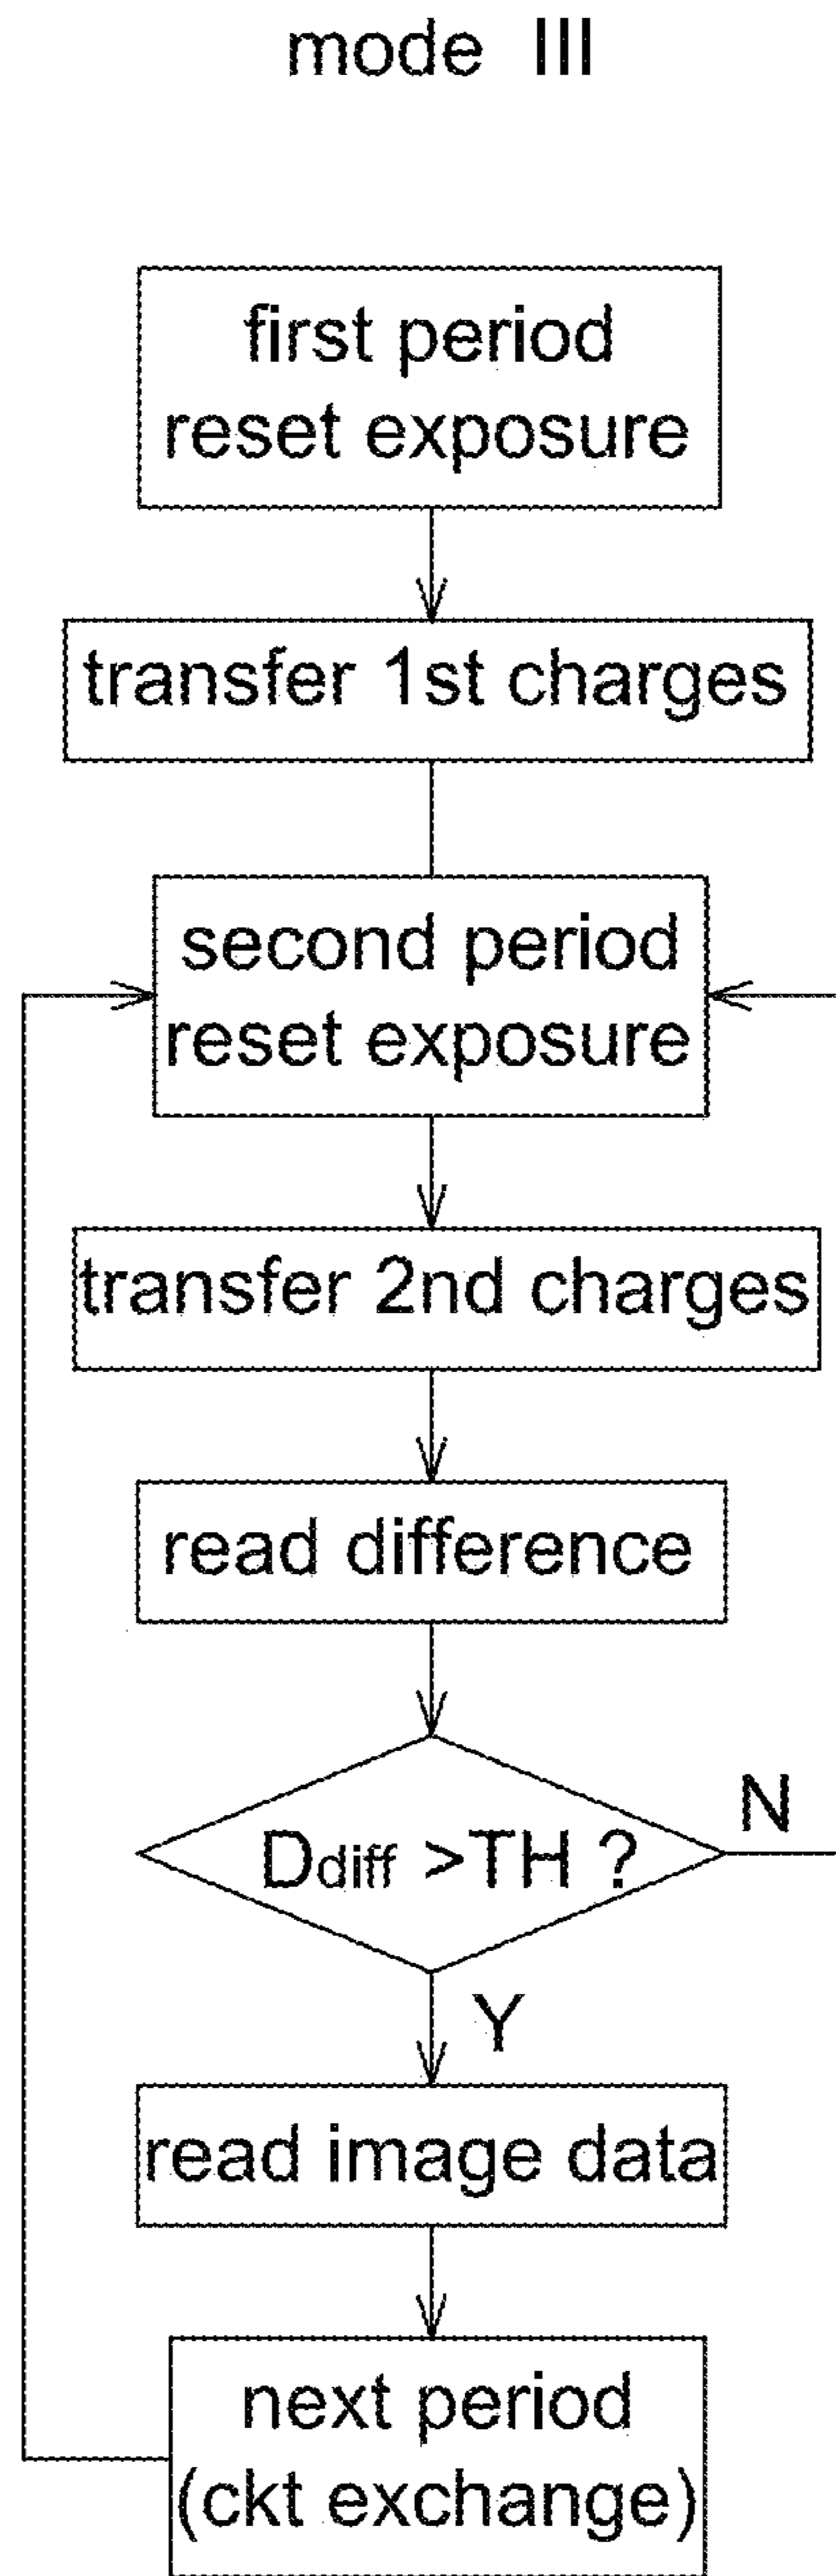 mode III
first period
reset exposure
transfer 1st charges
second period
reset exposure
transfer 2nd charges
read difference
Ddiff >TH ?
N
Y
read image data
next period
(ckt exchange)